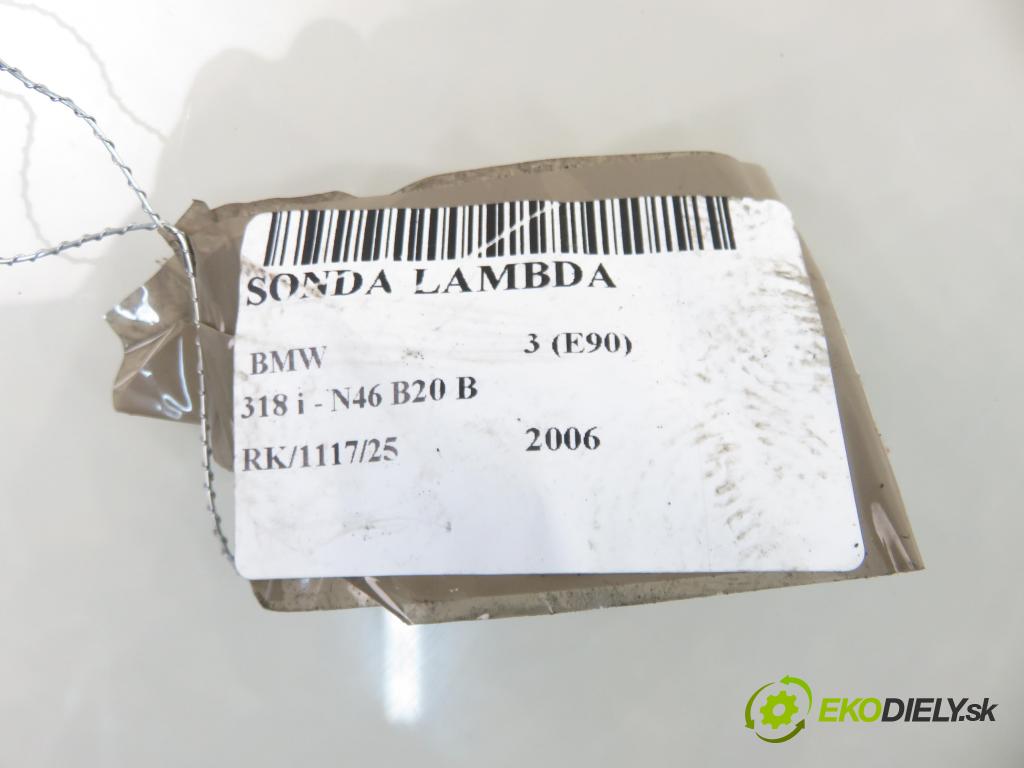 SONDA LAMBDA
BMW 3 (E90)
318 i - N46 B20 B
RK/1117/25 2006
EKODIELY.sk